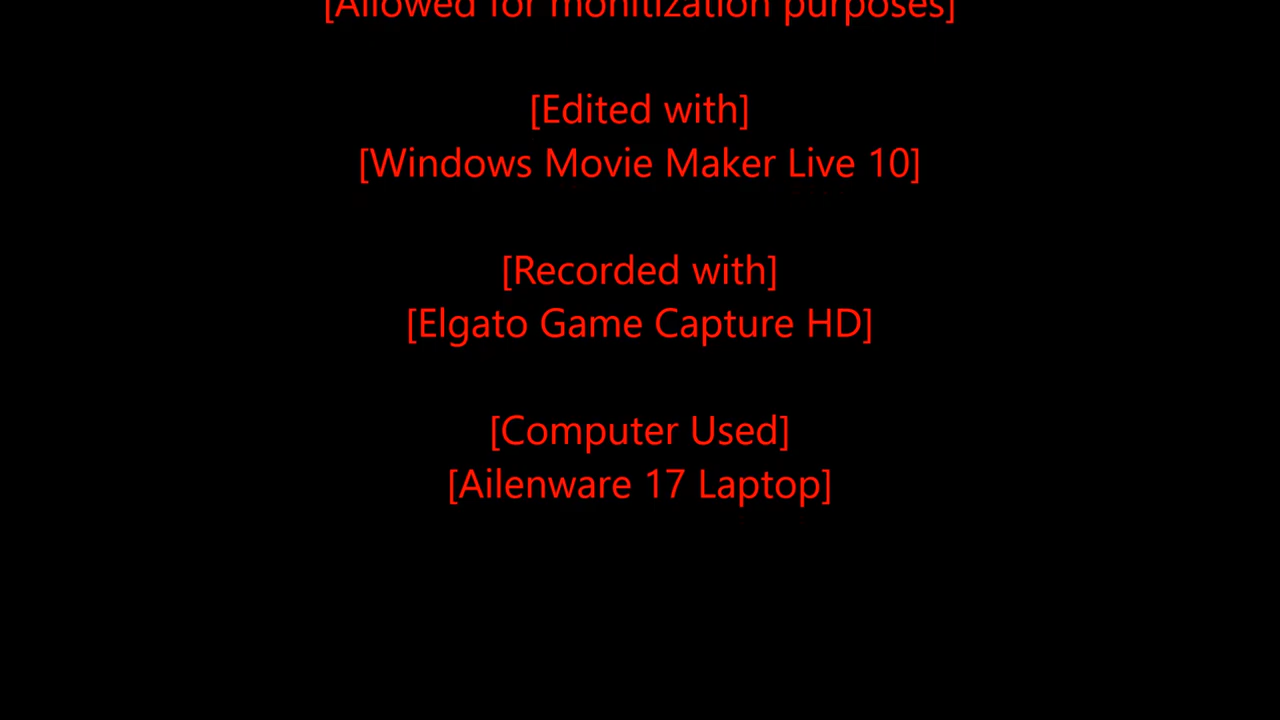 [Allowed for monitization purposes]
[Edited with]
[Windows Movie Maker Live 10]
[Recorded with]
[Elgato Game Capture HD]
[Computer Used]
[Ailenware 17 Laptop]